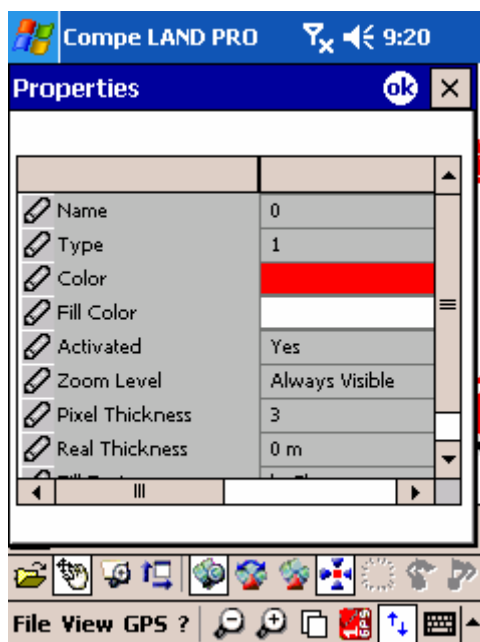 Compe LAND PRO 9:20
Properties ok
Name 0
Type 1
Color
Fill Color
Activated Yes
Zoom Level Always Visible
Pixel Thickness 3
Real Thickness 0 m
File View GPS ?